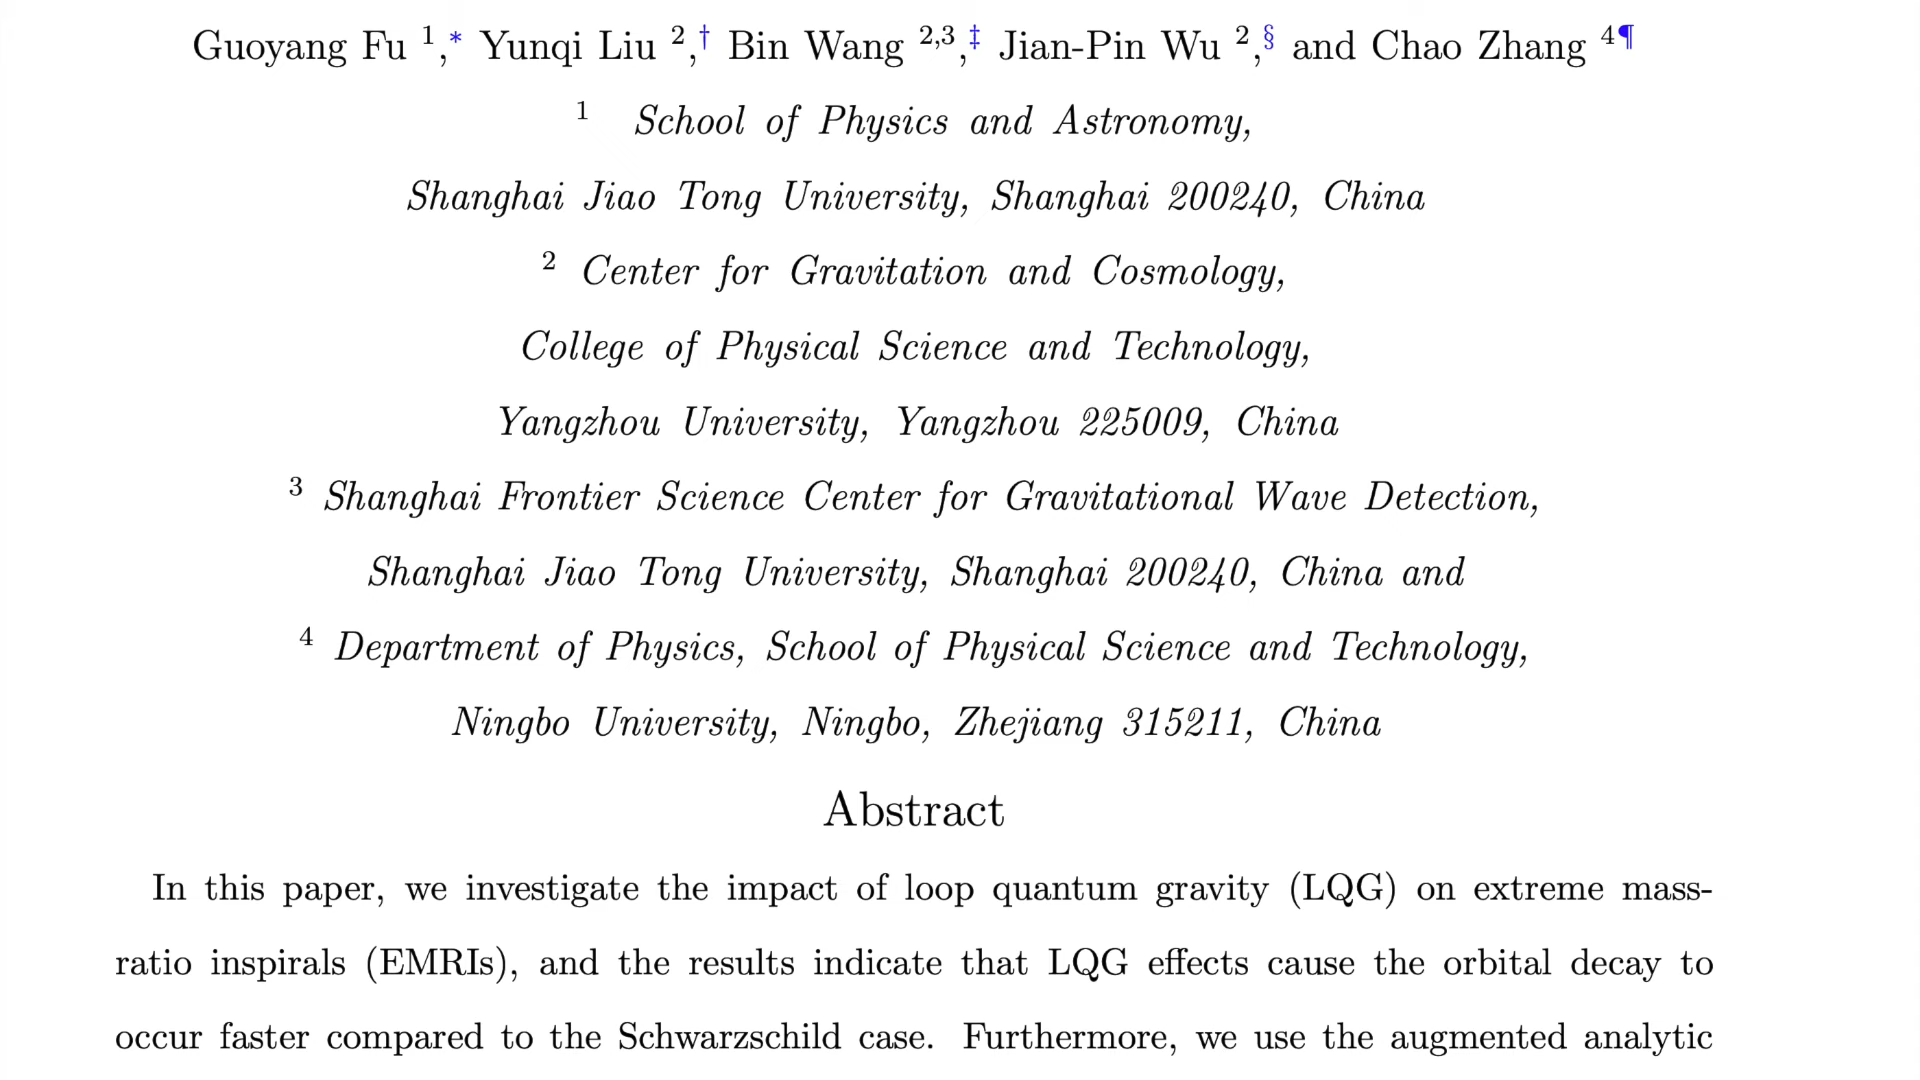 Guoyang Fu ¹,* Yunqi Liu ²,† Bin Wang ²,³,‡ Jian-Pin Wu ²,§ and Chao Zhang ⁴¶
¹ School of Physics and Astronomy,
Shanghai Jiao Tong University, Shanghai 200240, China
² Center for Gravitation and Cosmology,
College of Physical Science and Technology,
Yangzhou University, Yangzhou 225009, China
³ Shanghai Frontier Science Center for Gravitational Wave Detection,
Shanghai Jiao Tong University, Shanghai 200240, China and
⁴ Department of Physics, School of Physical Science and Technology,
Ningbo University, Ningbo, Zhejiang 315211, China
Abstract
In this paper, we investigate the impact of loop quantum gravity (LQG) on extreme mass-
ratio inspirals (EMRIs), and the results indicate that LQG effects cause the orbital decay to
occur faster compared to the Schwarzschild case. Furthermore, we use the augmented analytic